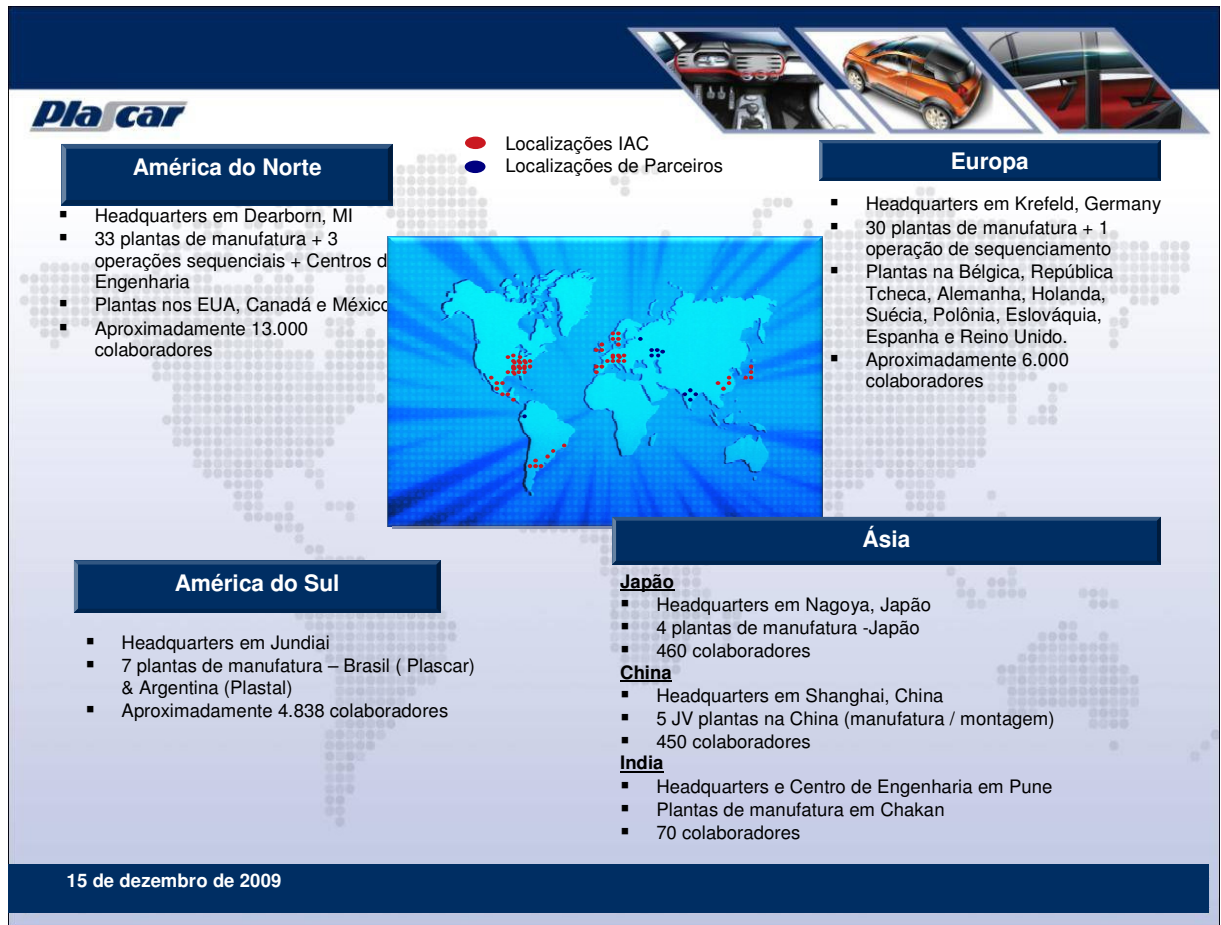 Plascar
Localizações IAC
Localizações de Parceiros
América do Norte
Headquarters em Dearborn, MI
33 plantas de manufatura + 3
operações sequenciais + Centros d
Engenharia
Plantas nos EUA, Canadá e México
Aproximadamente 13.000
colaboradores
Europa
Headquarters em Krefeld, Germany
30 plantas de manufatura + 1
operação de sequenciamento
Plantas na Bélgica, República
Tcheca, Alemanha, Holanda,
Suécia, Polônia, Eslováquia,
Espanha e Reino Unido.
Aproximadamente 6.000
colaboradores
América do Sul
Headquarters em Jundiai
7 plantas de manufatura – Brasil ( Plascar)
& Argentina (Plastal)
Aproximadamente 4.838 colaboradores
Ásia
Japão
Headquarters em Nagoya, Japão
4 plantas de manufatura -Japão
460 colaboradores
China
Headquarters em Shanghai, China
5 JV plantas na China (manufatura / montagem)
450 colaboradores
India
Headquarters e Centro de Engenharia em Pune
Plantas de manufatura em Chakan
70 colaboradores
15 de dezembro de 2009